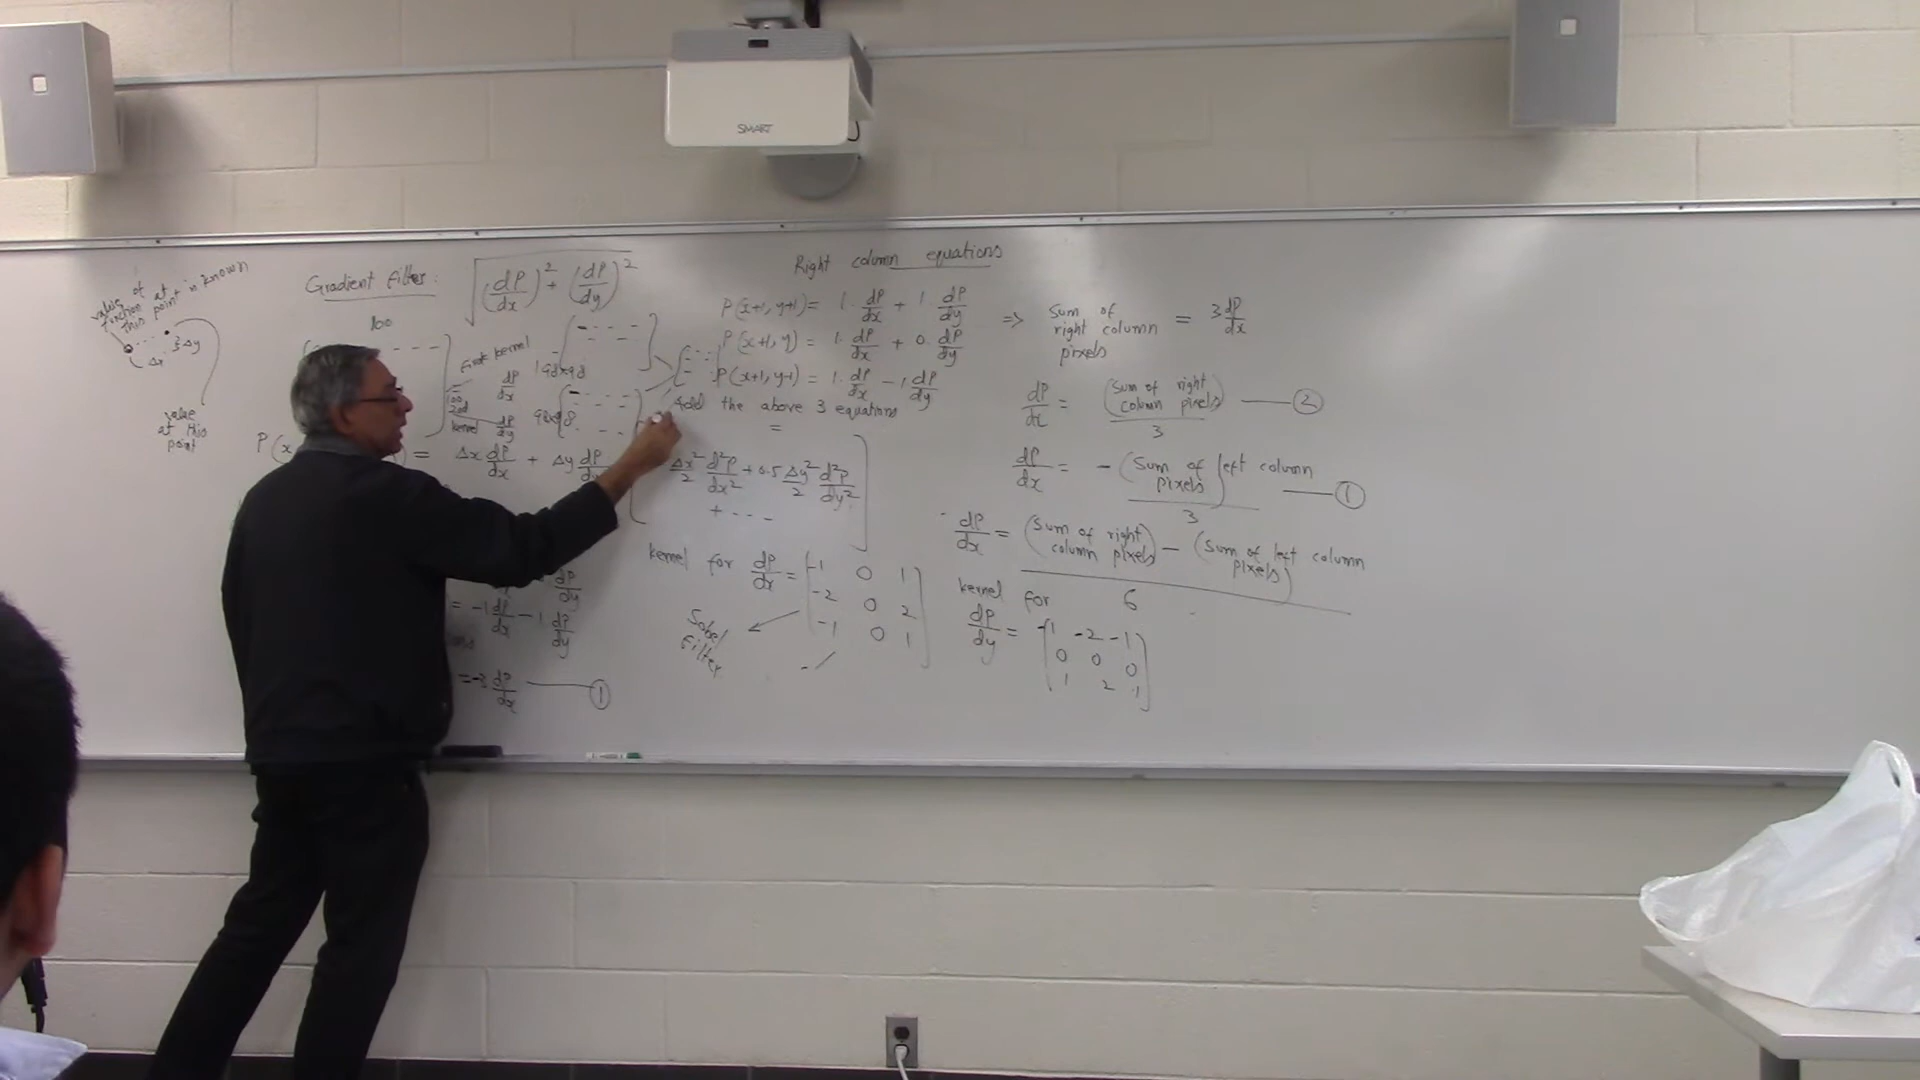 SMART
value of
function at
this point is known
Δx
Δy
value
at this
point
Gradient Filter: √((dP/dx)² + (dP/dy)²)
100
First kernel
dP/dx
98x98
100
2nd
kernel dP/dy
98x98
P(x
) = Δx dP/dx + Δy dP/dy
Δx²/2 d²P/dx² + 0.5 Δy²/2 d²P/dy²
+ ...
dP/dy
= -1 dP/dx - 1 dP/dy
= -3 dP/dx ——— ①
Right column equations
P(x+1, y+1) = 1. dP/dx + 1. dP/dy
P(x+1, y) = 1. dP/dx + 0. dP/dy
P(x+1, y-1) = 1. dP/dx - 1 dP/dy
Add the above 3 equations
=
kernel for dP/dx = [-1 0 1
-2 0 2
-1 0 1]
Sobel
Filter
=> Sum of
right column
pixels = 3 dP/dx
dP/dx = (Sum of right
column pixels) / 3 ——— ②
dP/dx = -(Sum of left column
pixels) / 3 ——— ①
dP/dx = (Sum of right
column pixels) - (Sum of left column
pixels)
6
kernel for
dP/dy = [-1 -2 -1
0 0 0
1 2 1]